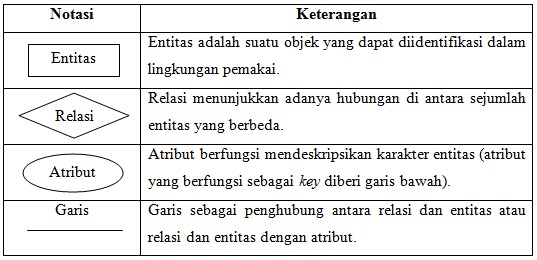 Notasi Keterangan
Entitas
Entitas adalah suatu objek yang dapat diidentifikasi dalam
lingkungan pemakai.
Relasi
Relasi menunjukkan adanya hubungan di antara sejumlah
entitas yang berbeda.
Atribut
Atribut berfungsi mendeskripsikan karakter entitas (atribut
yang berfungsi sebagai key diberi garis bawah).
Garis
Garis sebagai penghubung antara relasi dan entitas atau
relasi dan entitas dengan atribut.